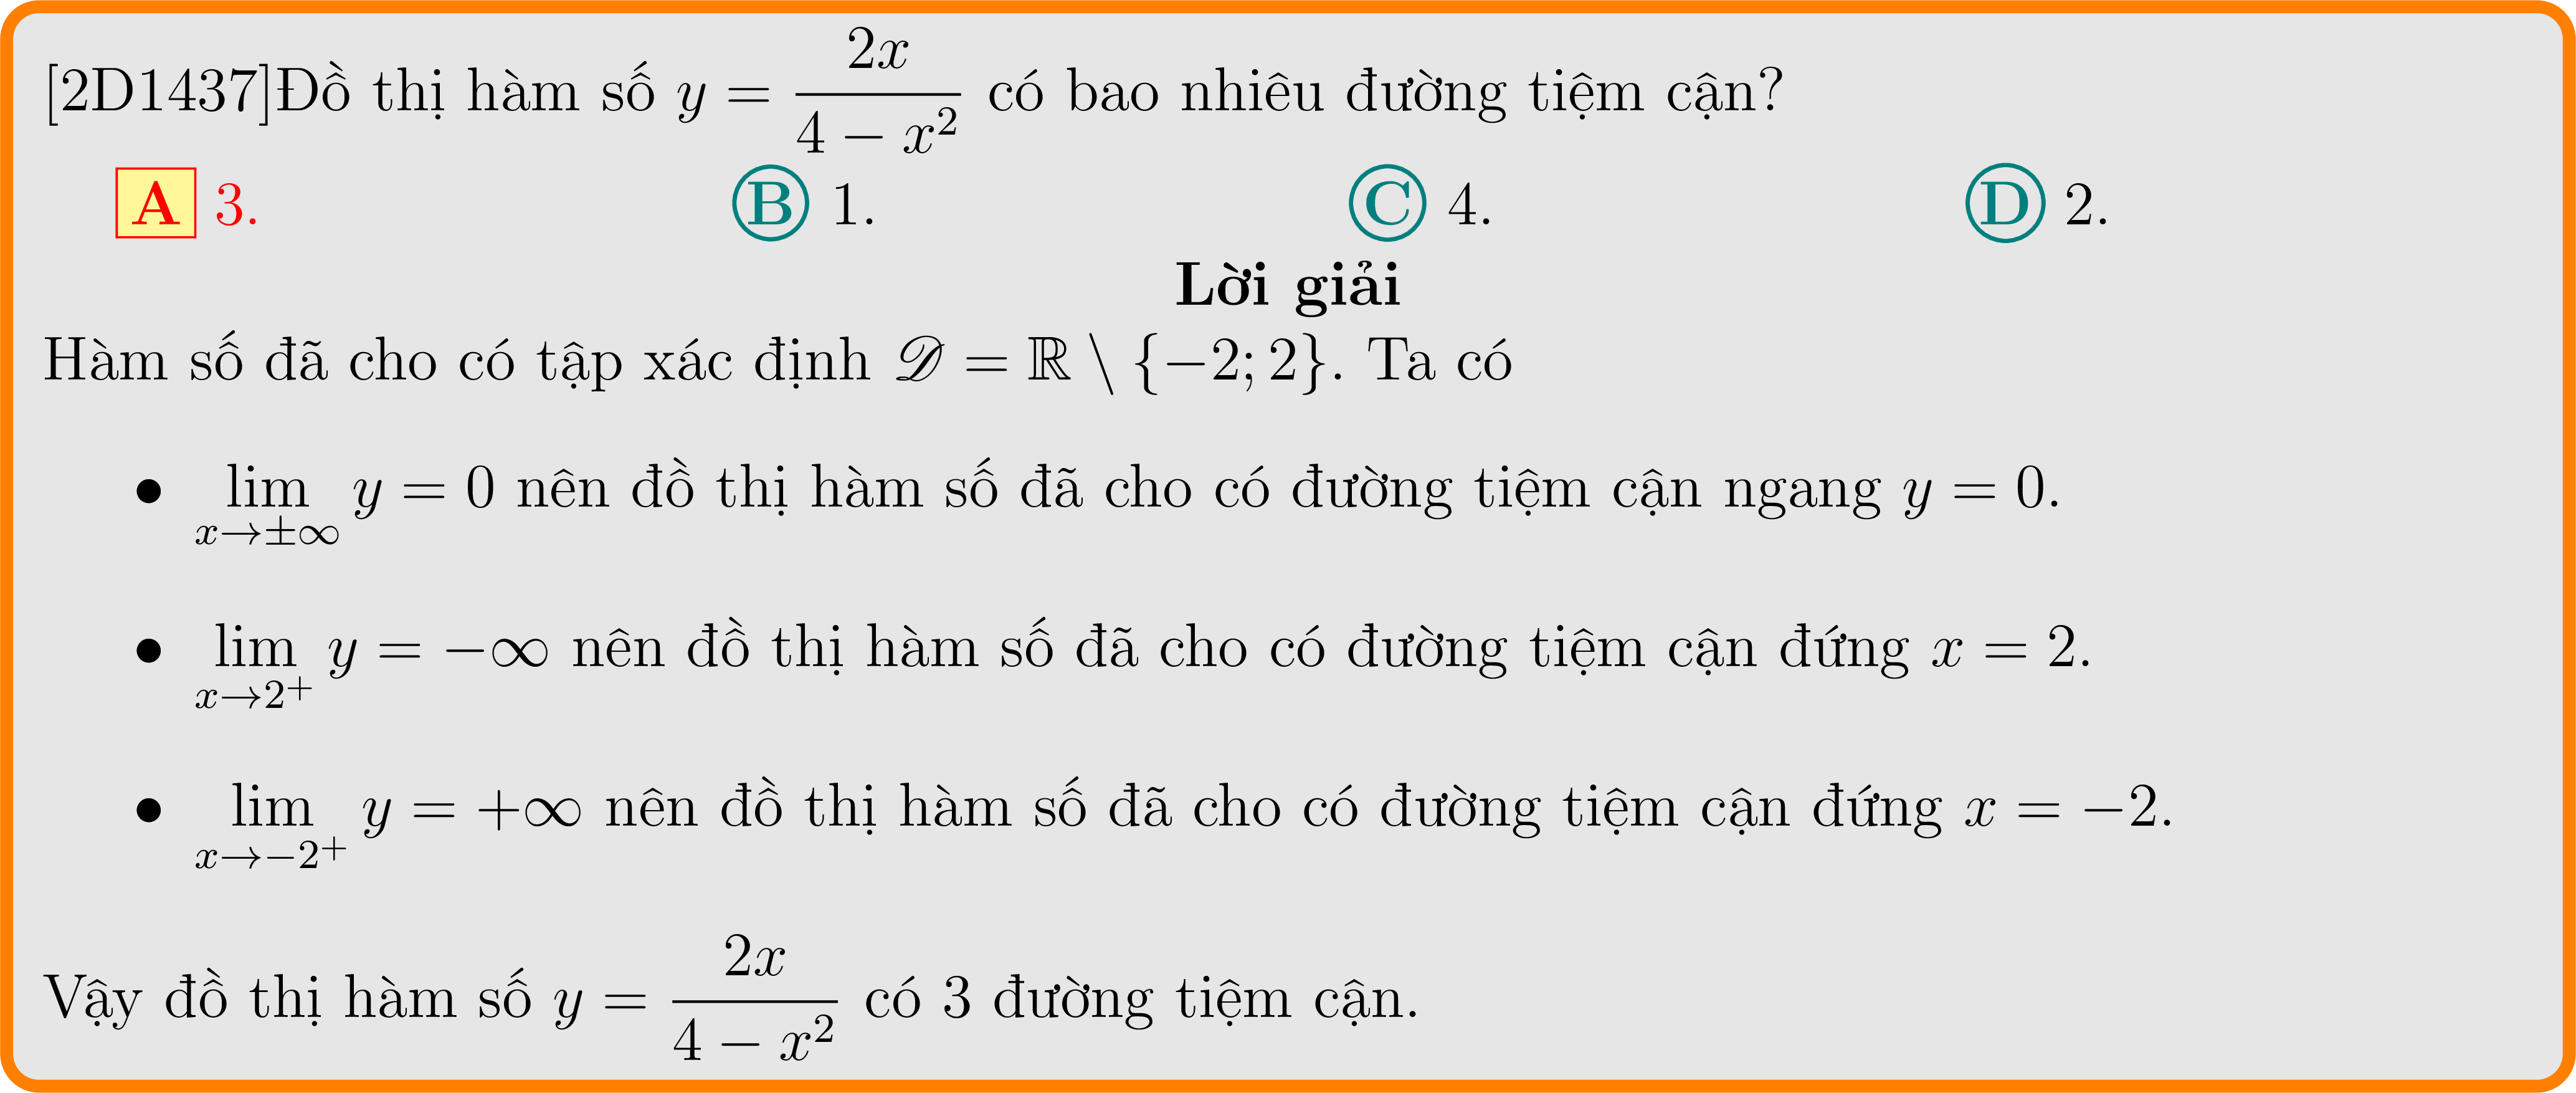 [2D1437]Đồ thị hàm số $y = \dfrac{2x}{4 - x^2}$ có bao nhiêu đường tiệm cận?
A 3. B 1. C 4. D 2.
Lời giải
Hàm số đã cho có tập xác định $\mathscr{D} = \mathbb{R} \setminus \{-2; 2\}$. Ta có
• $\lim\limits_{x \to \pm\infty} y = 0$ nên đồ thị hàm số đã cho có đường tiệm cận ngang $y = 0$.
• $\lim\limits_{x \to 2^+} y = -\infty$ nên đồ thị hàm số đã cho có đường tiệm cận đứng $x = 2$.
• $\lim\limits_{x \to -2^+} y = +\infty$ nên đồ thị hàm số đã cho có đường tiệm cận đứng $x = -2$.
Vậy đồ thị hàm số $y = \dfrac{2x}{4 - x^2}$ có 3 đường tiệm cận.